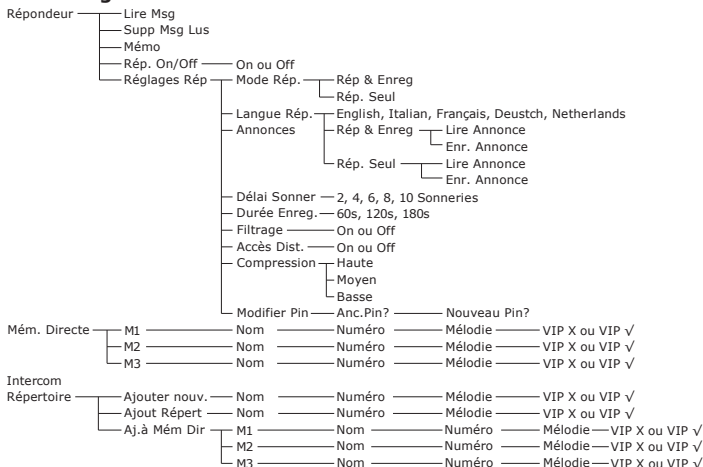 Répondeur Lire Msg
Supp Msg Lus
Mémo
Rép. On/Off On ou Off
Réglages Rép Mode Rép. Rép & Enreg
Rép. Seul
Langue Rép. English, Italian, Français, Deustch, Netherlands
Annonces Rép & Enreg Lire Annonce
Enr. Annonce
Rép. Seul Lire Annonce
Enr. Annonce
Délai Sonner 2, 4, 6, 8, 10 Sonneries
Durée Enreg. 60s, 120s, 180s
Filtrage On ou Off
Accès Dist. On ou Off
Compression Haute
Moyen
Basse
Modifier Pin Anc.Pin? Nouveau Pin?
Mém. Directe M1 Nom Numéro Mélodie VIP X ou VIP √
M2 Nom Numéro Mélodie VIP X ou VIP √
M3 Nom Numéro Mélodie VIP X ou VIP √
Intercom
Répertoire Ajouter nouv. Nom Numéro Mélodie VIP X ou VIP √
Ajout Répert Nom Numéro Mélodie VIP X ou VIP √
Aj.à Mém Dir M1 Nom Numéro Mélodie VIP X ou VIP √
M2 Nom Numéro Mélodie VIP X ou VIP √
M3 Nom Numéro Mélodie VIP X ou VIP √